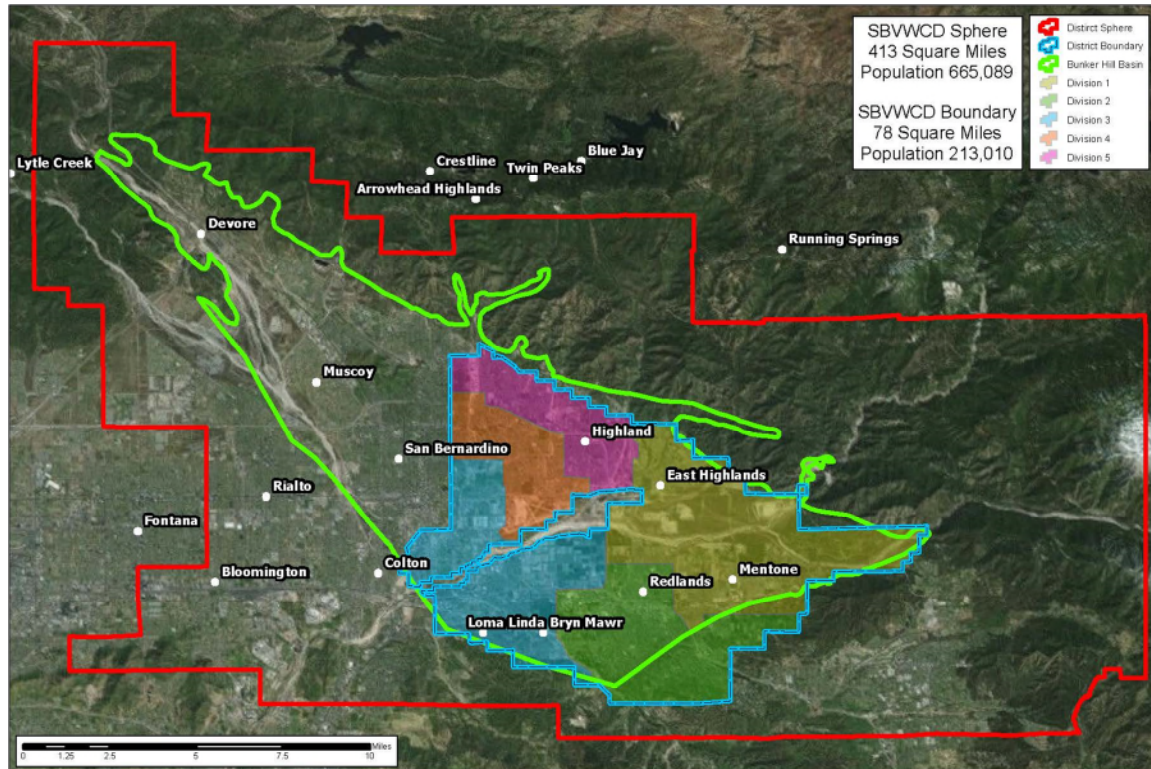 SBVWCD Sphere
413 Square Miles
Population 665,089
SBVWCD Boundary
78 Square Miles
Population 213,010
District Sphere
District Boundary
Bunker Hill Basin
Division 1
Division 2
Division 3
Division 4
Division 5
Lytle Creek
Crestline
Twin Peaks
Blue Jay
Arrowhead Highlands
Devore
Running Springs
Muscoy
San Bernardino
Highland
East Highlands
Rialto
Fontana
Bloomington
Colton
Redlands
Mentone
Loma Linda
Bryn Mawr
Miles
0 1.25 2.5 5 7.5 10